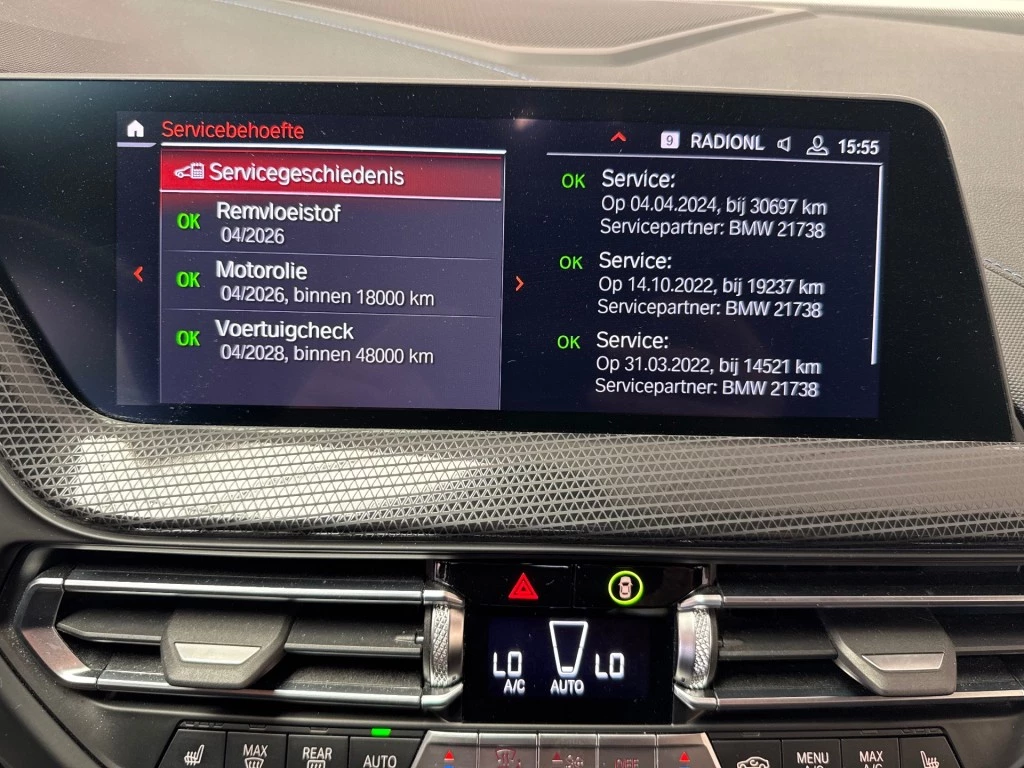 Servicebehoefte
9 RADIONL 15:55
Servicegeschiedenis
OK Remvloeistof
04/2026
OK Motorolie
04/2026, binnen 18000 km
OK Voertuigcheck
04/2028, binnen 48000 km
OK Service:
Op 04.04.2024, bij 30697 km
Servicepartner: BMW 21738
OK Service:
Op 14.10.2022, bij 19237 km
Servicepartner: BMW 21738
OK Service:
Op 31.03.2022, bij 14521 km
Servicepartner: BMW 21738
LO LO
A/C AUTO
MAX
REAR
AUTO
MENU
A/C
MAX
A/C